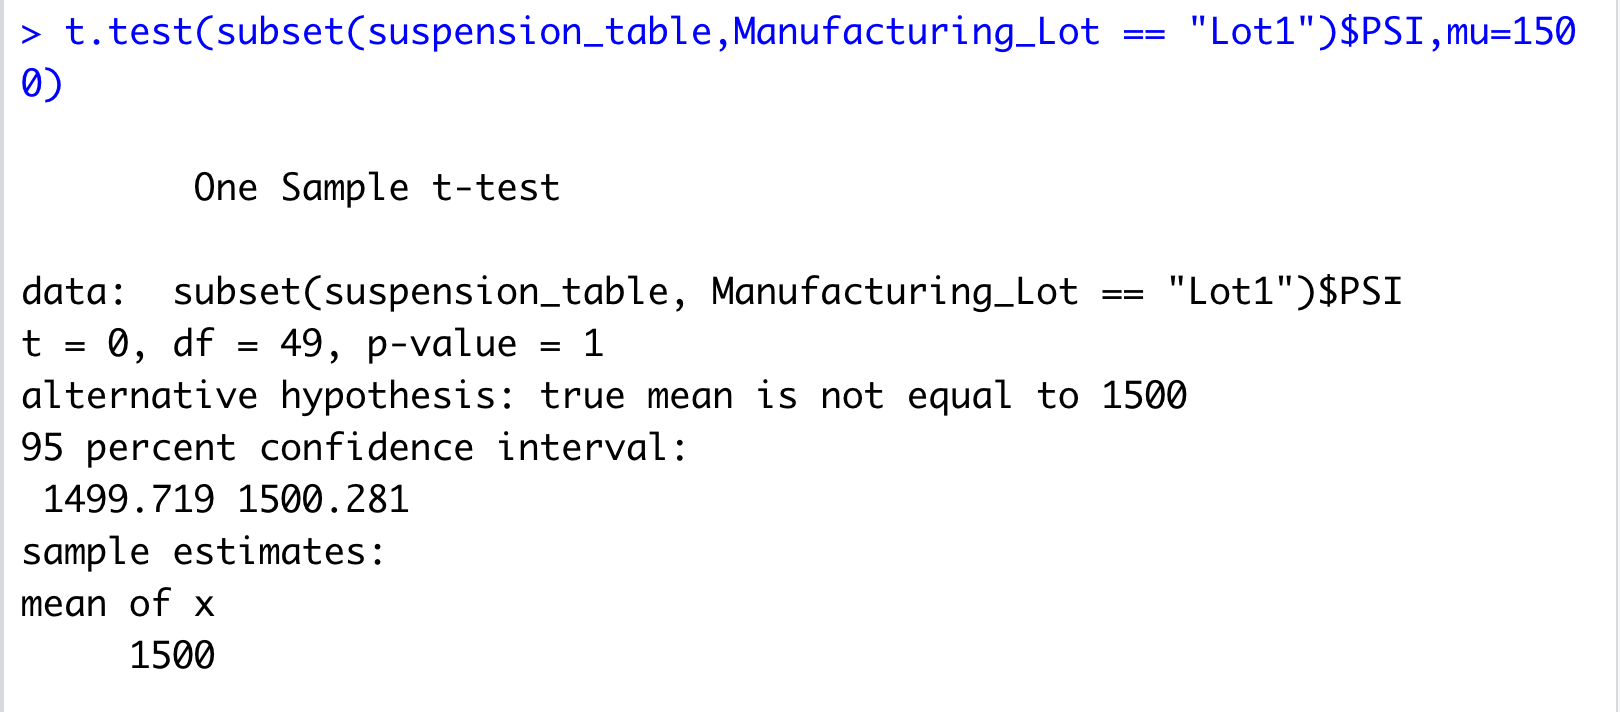 > t.test(subset(suspension_table,Manufacturing_Lot == "Lot1")$PSI,mu=150
0)
One Sample t-test
data:  subset(suspension_table, Manufacturing_Lot == "Lot1")$PSI
t = 0, df = 49, p-value = 1
alternative hypothesis: true mean is not equal to 1500
95 percent confidence interval:
1499.719 1500.281
sample estimates:
mean of x
1500